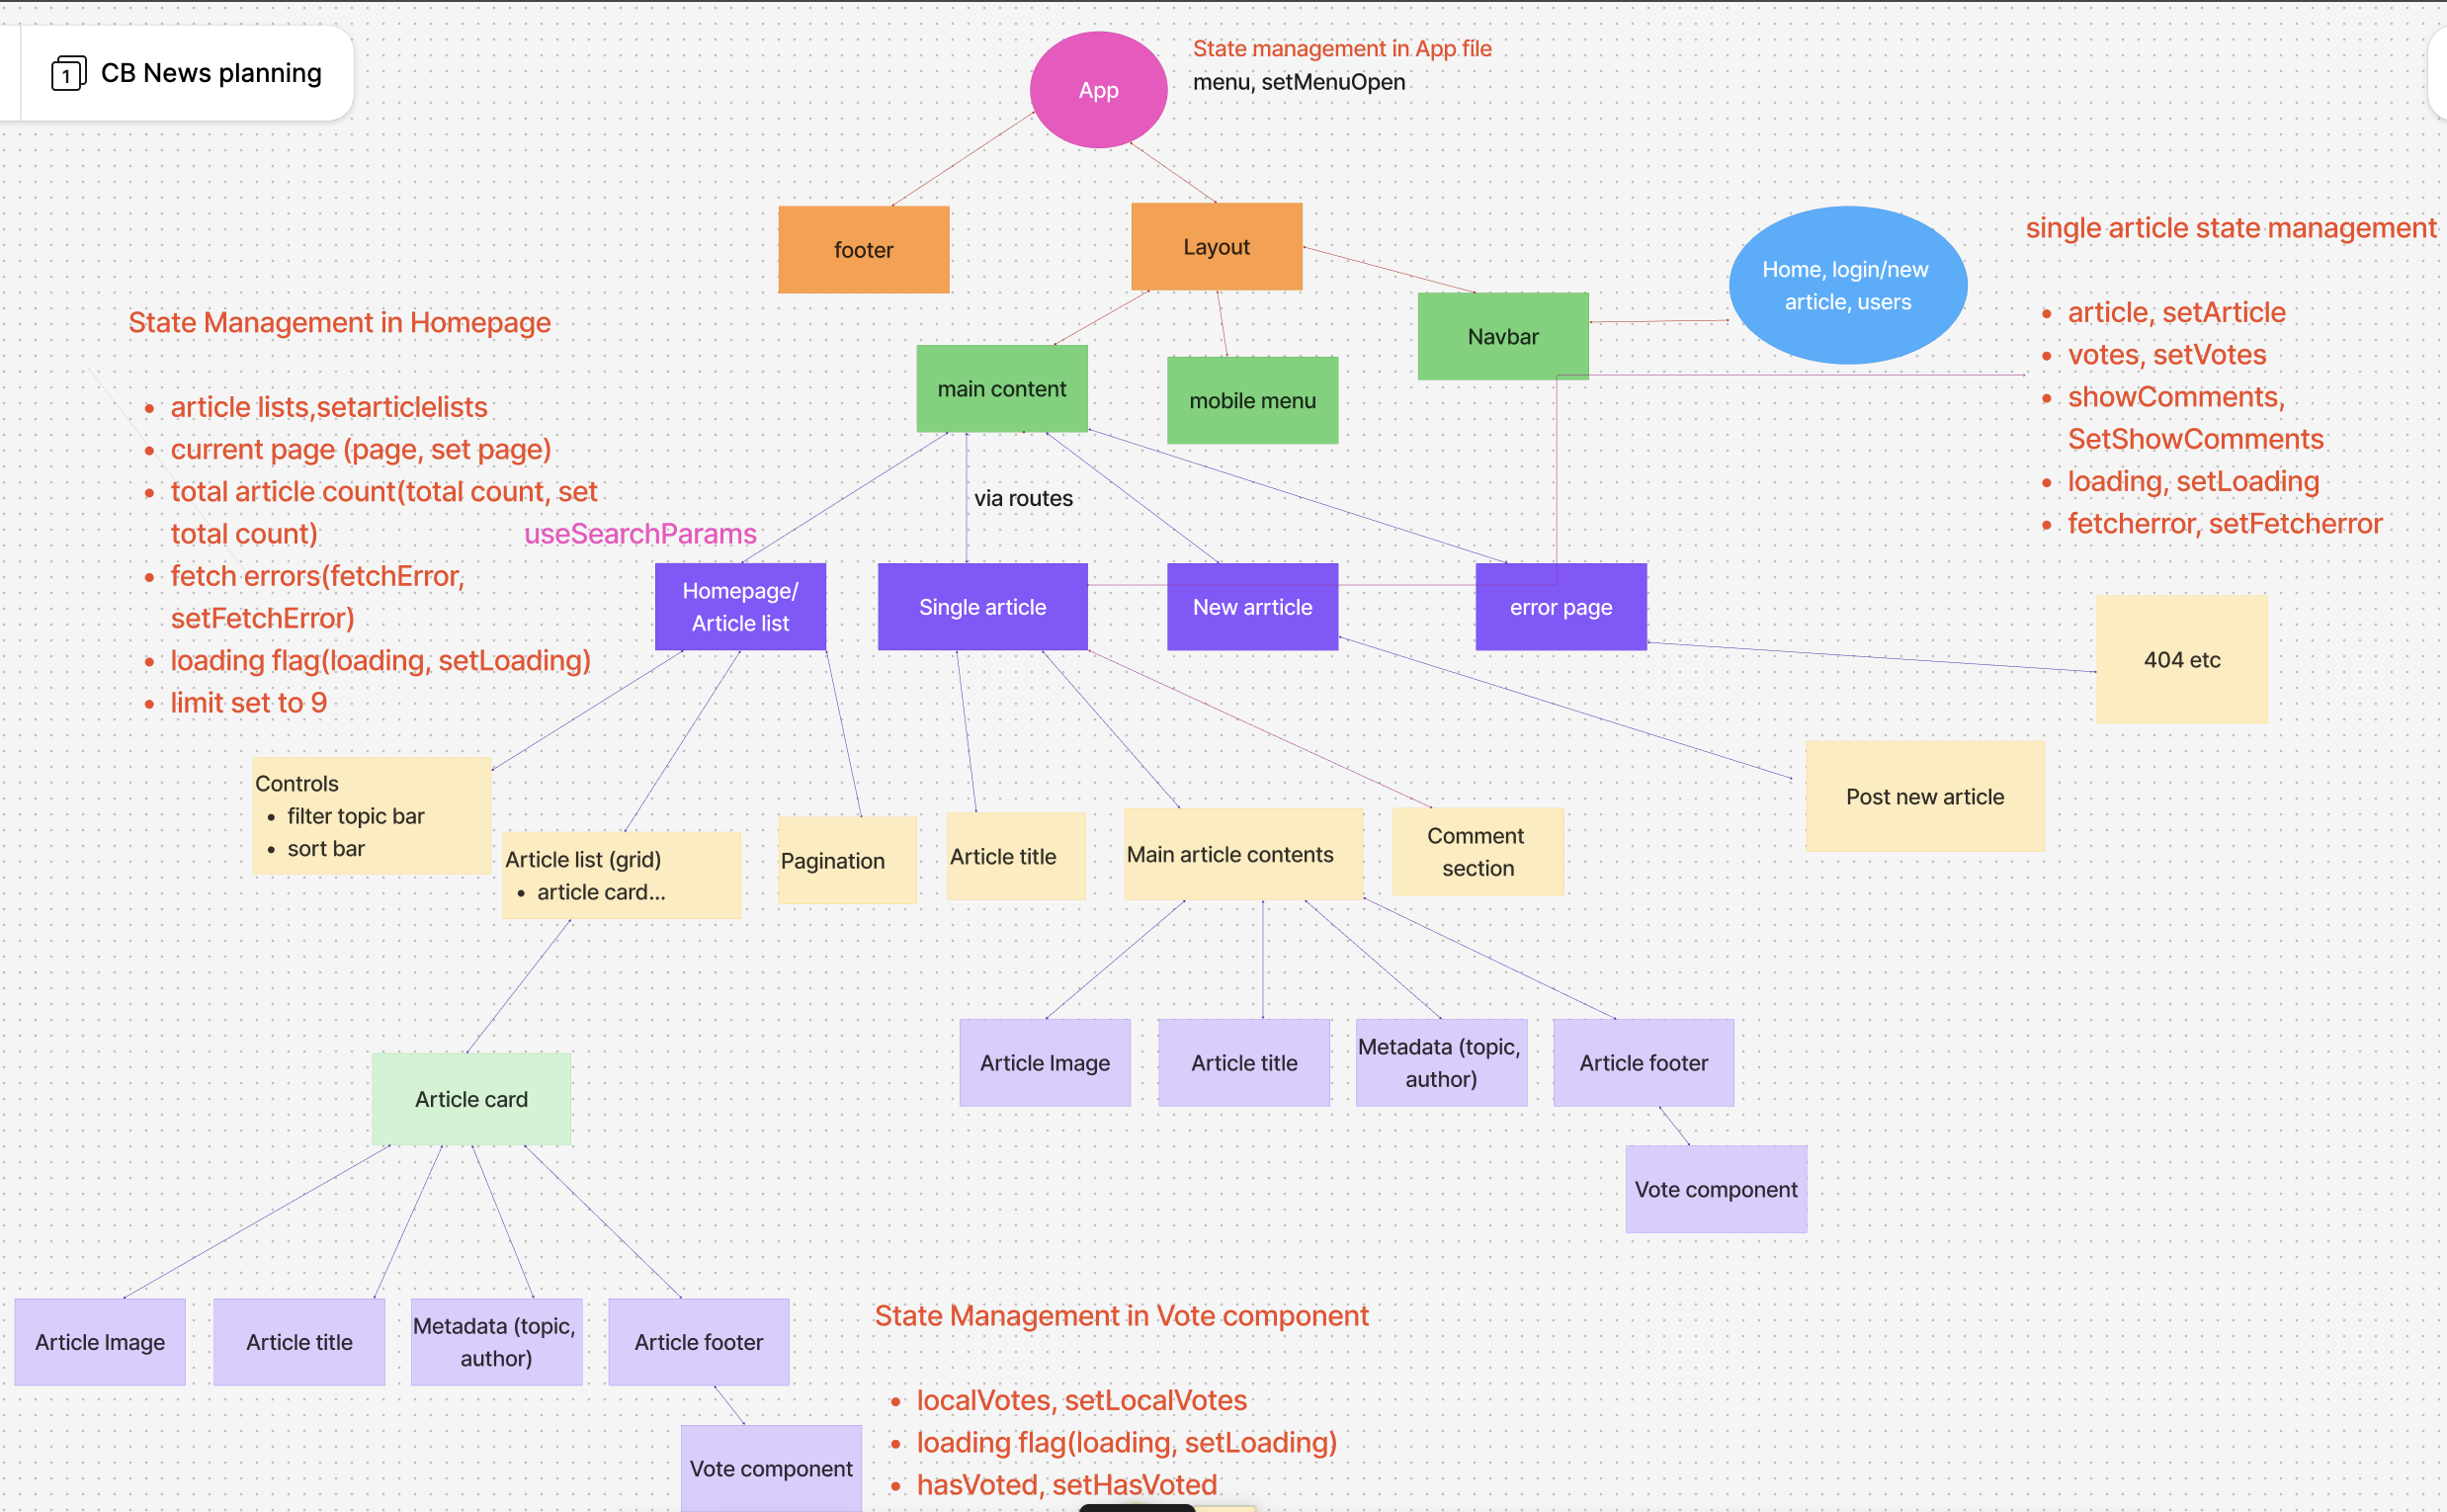 1 CB News planning
App
State management in App file
menu, setMenuOpen
footer
Layout
Navbar
Home, login/new
article, users
single article state management
• article, setArticle
• votes, setVotes
• showComments,
SetShowComments
• loading, setLoading
• fetcherror, setFetcherror
State Management in Homepage
• article lists,setarticlelists
• current page (page, set page)
• total article count(total count, set
total count)
• fetch errors(fetchError,
setFetchError)
• loading flag(loading, setLoading)
• limit set to 9
main content
mobile menu
via routes
useSearchParams
Homepage/
Article list
Single article
New arrticle
error page
404 etc
Post new article
Controls
• filter topic bar
• sort bar
Article list (grid)
• article card...
Pagination
Article title
Main article contents
Comment
section
Article Image
Article title
Metadata (topic,
author)
Article footer
Vote component
Article card
Article Image
Article title
Metadata (topic,
author)
Article footer
Vote component
State Management in Vote component
• localVotes, setLocalVotes
• loading flag(loading, setLoading)
• hasVoted, setHasVoted